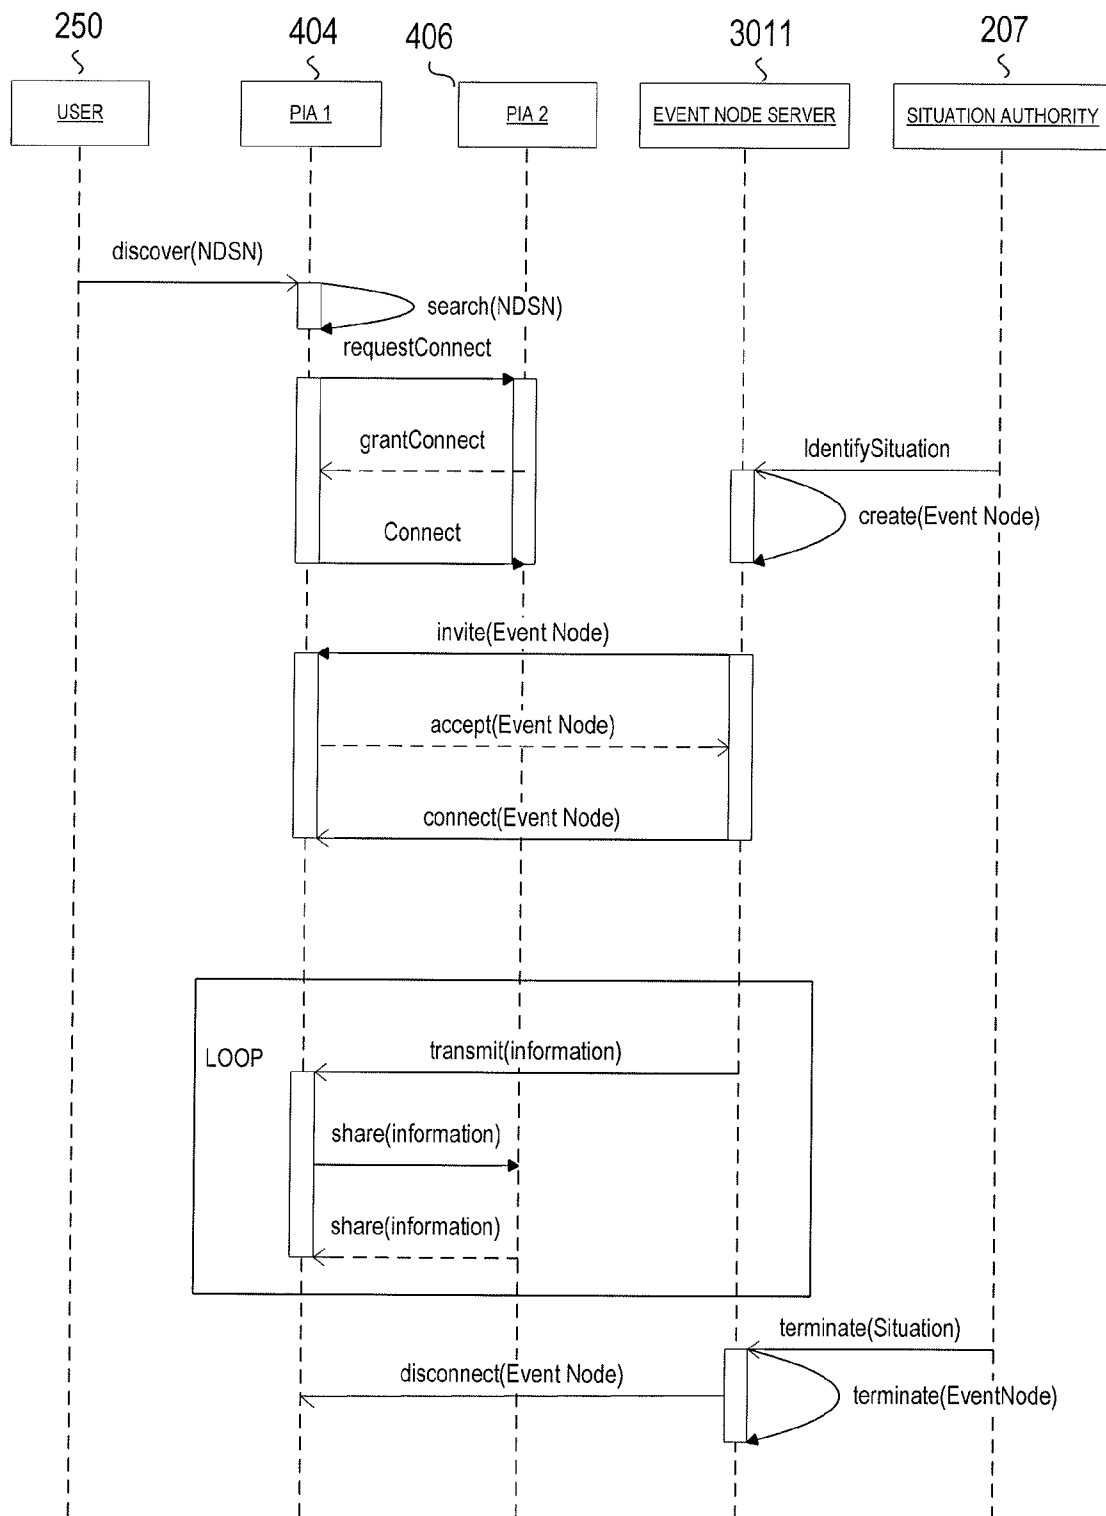 250
404
406
3011
207
USER
PIA 1
PIA 2
EVENT NODE SERVER
SITUATION AUTHORITY
discover(NDSN)
search(NDSN)
requestConnect
grantConnect
IdentifySituation
create(Event Node)
Connect
invite(Event Node)
accept(Event Node)
connect(Event Node)
LOOP
transmit(information)
share(information)
share(information)
terminate(Situation)
disconnect(Event Node)
terminate(EventNode)